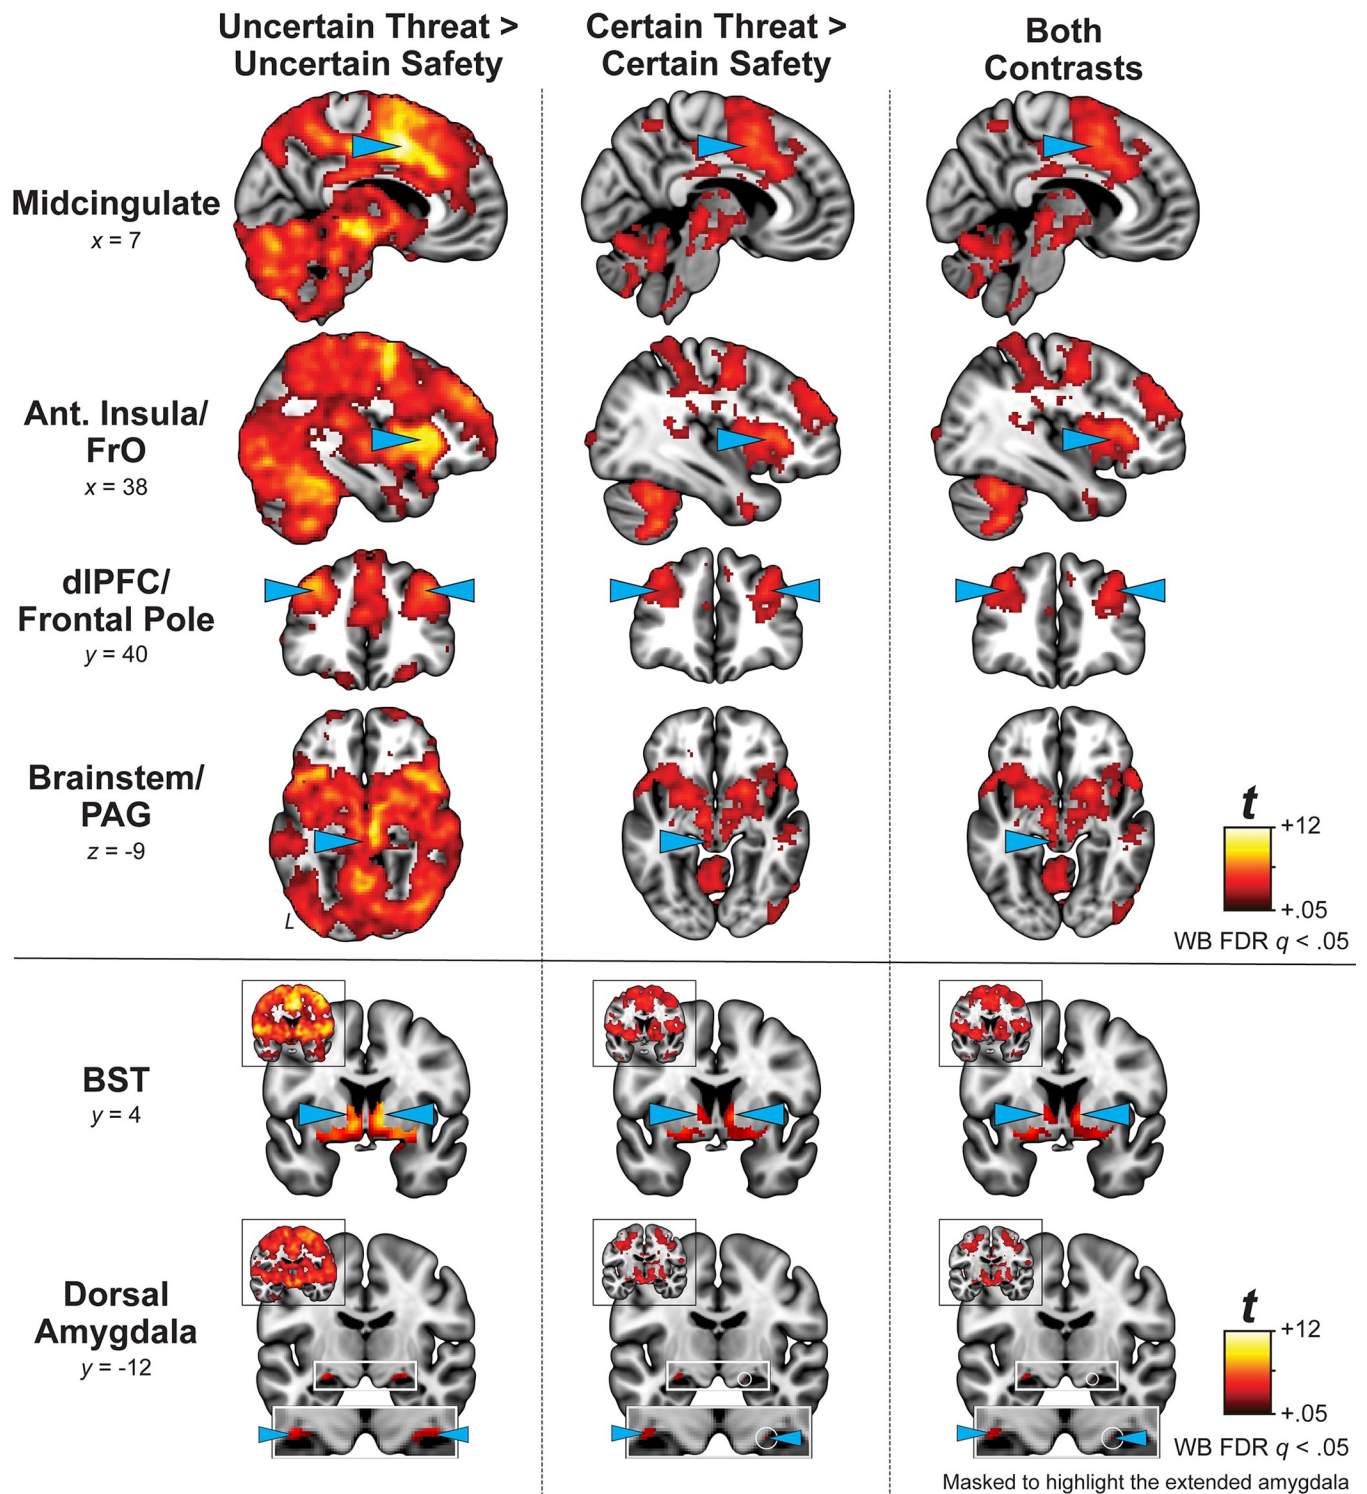 Uncertain Threat >
Uncertain Safety
Certain Threat >
Certain Safety
Both
Contrasts
Midcingulate
x = 7
Ant. Insula/
FrO
x = 38
dlPFC/
Frontal Pole
y = 40
Brainstem/
PAG
z = -9
L
t
+12
+.05
WB FDR q < .05
BST
y = 4
Dorsal
Amygdala
y = -12
t
+12
+.05
WB FDR q < .05
Masked to highlight the extended amygdala